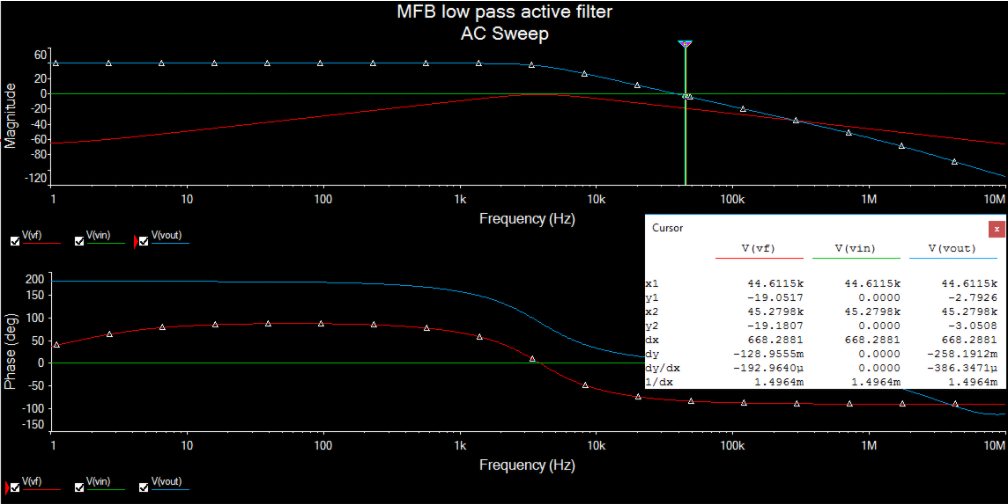 MFB low pass active filter
AC Sweep
Magnitude
60
20
0
-20
-40
-60
-80
-120
1 10 100 1k 10k 100k 1M 10M
Frequency (Hz)
V(vf) V(vin) V(vout)
Phase (deg)
200
150
100
50
0
-50
-100
-150
1 10 100 1k 10k 100k 1M 10M
Frequency (Hz)
V(vf) V(vin) V(vout)
Cursor x
V(vf) V(vin) V(vout)
x1 44.6115k 44.6115k 44.6115k
y1 -19.0517 0.0000 -2.7926
x2 45.2798k 45.2798k 45.2798k
y2 -19.1807 0.0000 -3.0508
dx 668.2881 668.2881 668.2881
dy -128.9555m 0.0000 -258.1912m
dy/dx -192.9640µ 0.0000 -386.3471µ
1/dx 1.4964m 1.4964m 1.4964m